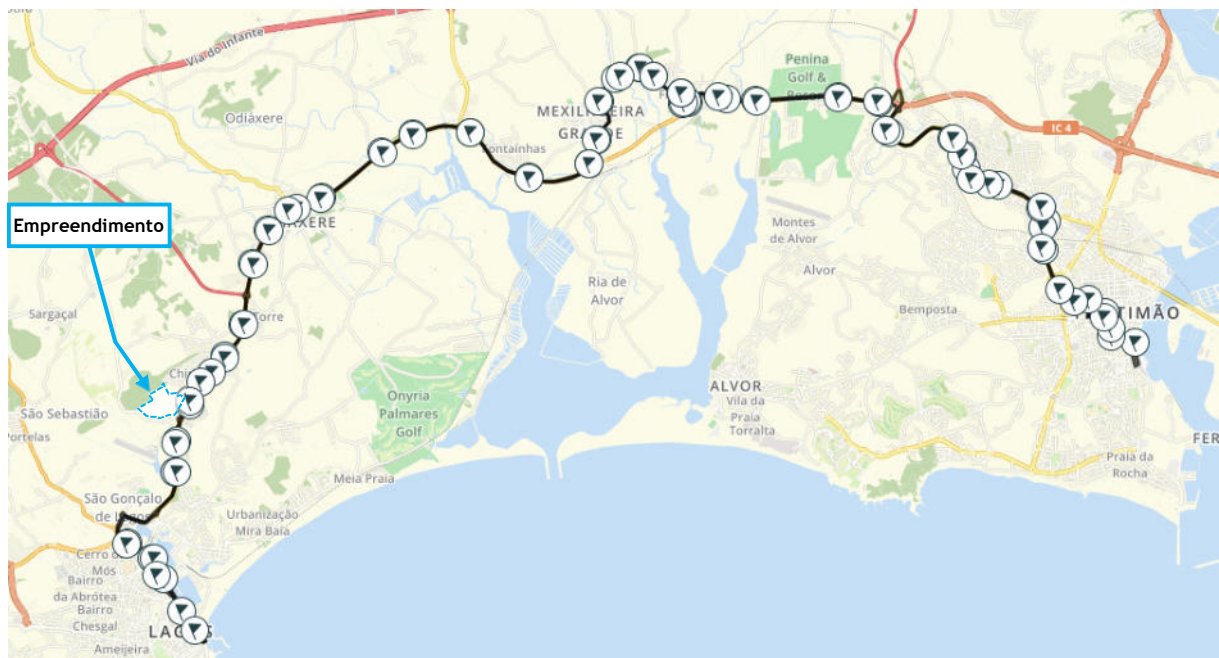 Via do Infante
Penina
Golf &
Odiáxere
MEXILHOEIRA
GRANDE
IC 4
Empreendimento
Montes
de Alvor
Alvor
Ria de
Alvor
Bemposta
Sargaçal
Torre
ALVOR
Vila da
Praia
Torralta
Onyria
Palmares
Golf
São Sebastião
Portelas
FER
Praia da
Rocha
Meia Praia
São Gonçalo
de Lagos
Urbanização
Mira Baía
Cerro
Mós
Bairro
da Abrótea
Bairro
Chesgal
LAGOS
Ameijeira